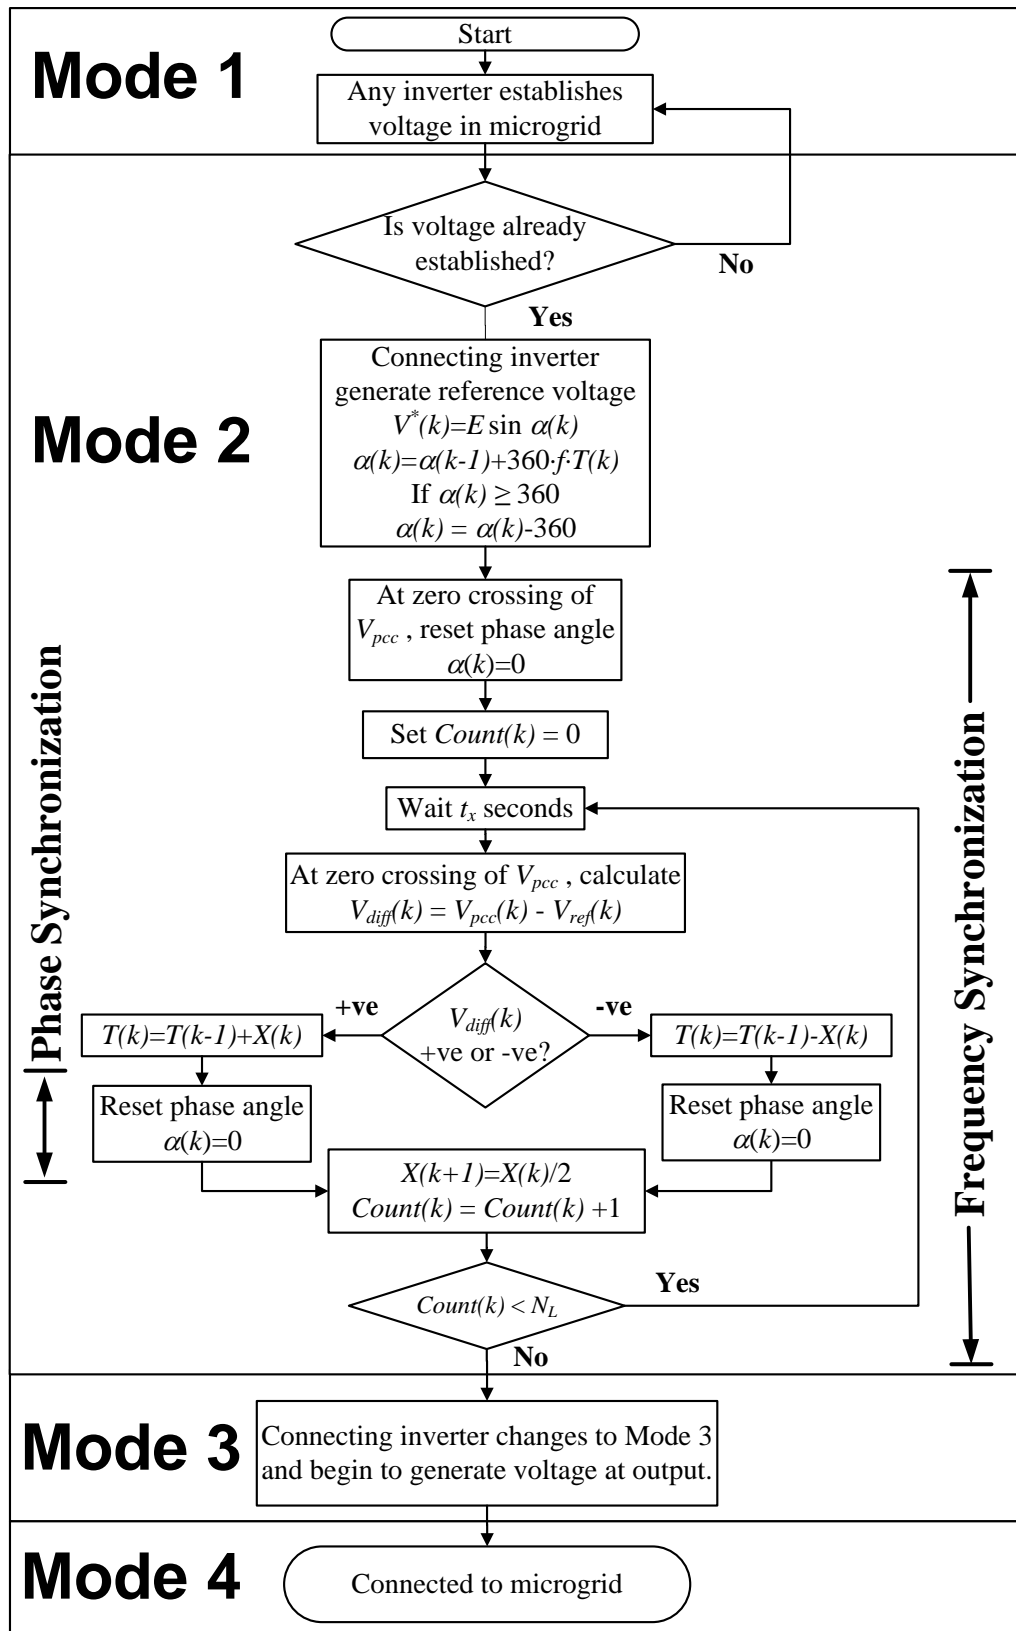 Mode 1
Start
Any inverter establishes
voltage in microgrid
Is voltage already
established?
No
Yes
Mode 2
Connecting inverter
generate reference voltage
V*(k)=E sin α(k)
α(k)=α(k-1)+360·f·T(k)
If α(k) ≥ 360
α(k) = α(k)-360
At zero crossing of
Vpcc , reset phase angle
α(k)=0
Set Count(k) = 0
Wait tx seconds
At zero crossing of Vpcc , calculate
Vdiff(k) = Vpcc(k) - Vref(k)
Vdiff(k)
+ve or -ve?
+ve
-ve
T(k)=T(k-1)+X(k)
T(k)=T(k-1)-X(k)
Reset phase angle
α(k)=0
Reset phase angle
α(k)=0
X(k+1)=X(k)/2
Count(k) = Count(k) +1
Count(k) < NL
Yes
No
Phase Synchronization
Frequency Synchronization
Mode 3
Connecting inverter changes to Mode 3
and begin to generate voltage at output.
Mode 4
Connected to microgrid